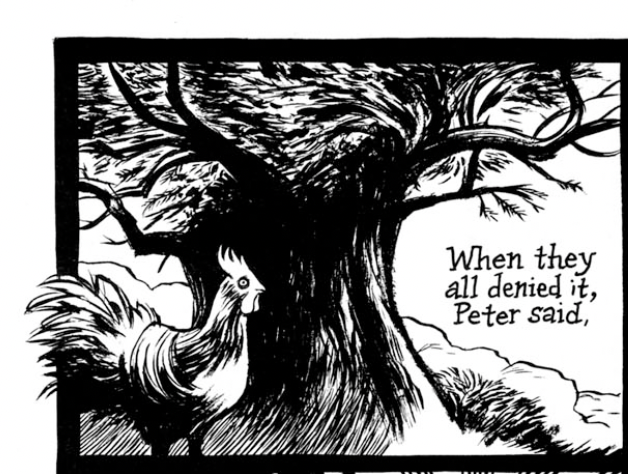 When they
all denied it,
Peter said,